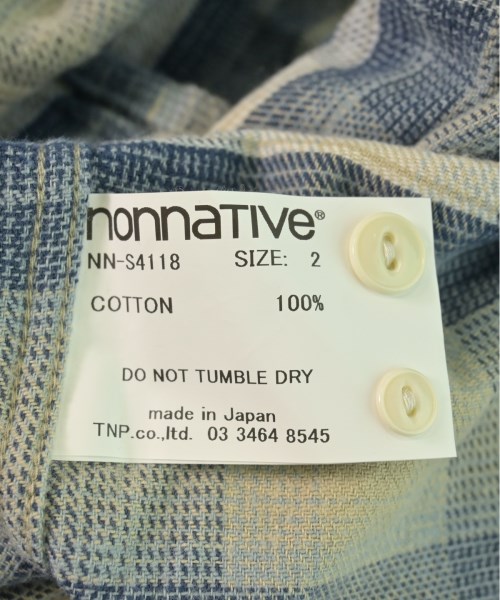 nonnaTIVe®
NN-S4118 SIZE: 2
COTTON 100%
DO NOT TUMBLE DRY
made in Japan
TNP.co.,ltd. 03 3464 8545